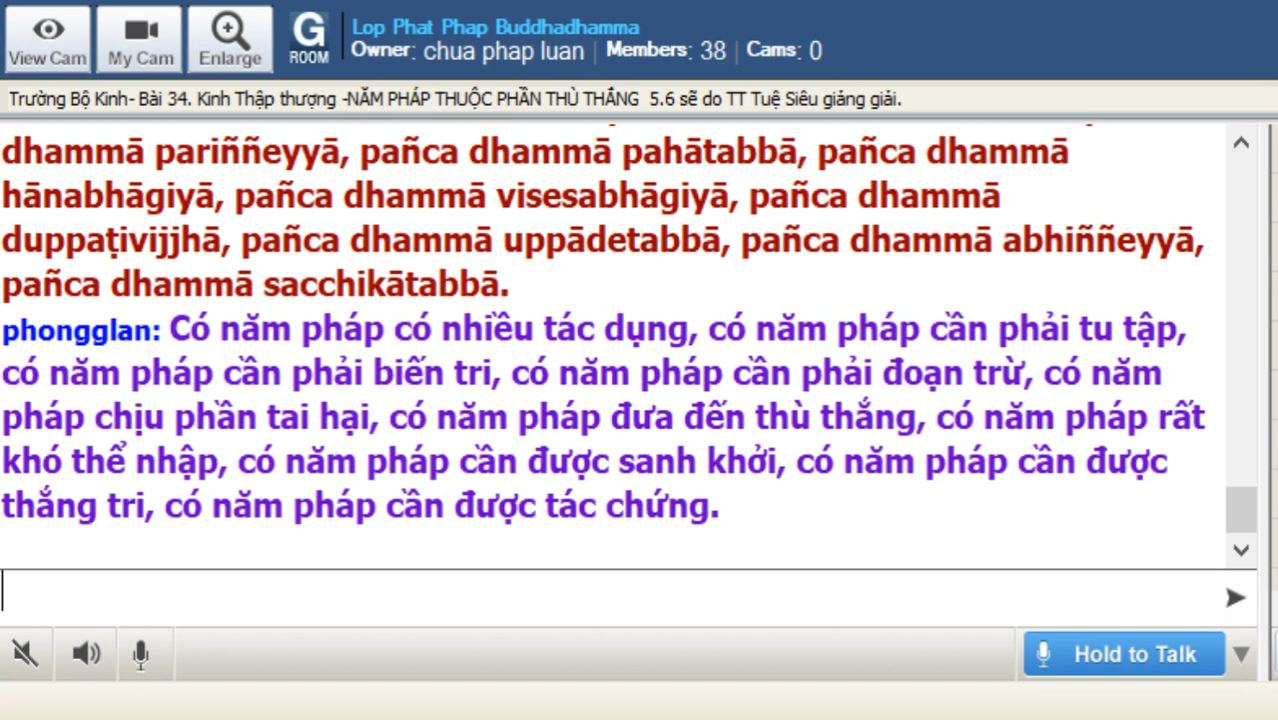 View Cam
My Cam
Enlarge
G
ROOM
Lop Phat Phap Buddhadhamma
Owner: chua phap luan | Members: 38 | Cams: 0
Trường Bộ Kinh- Bài 34. Kinh Thập thượng -NĂM PHÁP THUỘC PHẦN THÙ THẮNG 5.6 sẽ do TT Tuệ Siêu giảng giải.
dhammā pariññeyyā, pañca dhammā pahātabbā, pañca dhammā
hānabhāgiyā, pañca dhammā visesabhāgiyā, pañca dhammā
duppaṭivijjhā, pañca dhammā uppādetabbā, pañca dhammā abhiññeyyā,
pañca dhammā sacchikātabbā.
phongglan: Có năm pháp có nhiều tác dụng, có năm pháp cần phải tu tập,
có năm pháp cần phải biến tri, có năm pháp cần phải đoạn trừ, có năm
pháp chịu phần tai hại, có năm pháp đưa đến thù thắng, có năm pháp rất
khó thể nhập, có năm pháp cần được sanh khởi, có năm pháp cần được
thắng tri, có năm pháp cần được tác chứng.
Hold to Talk